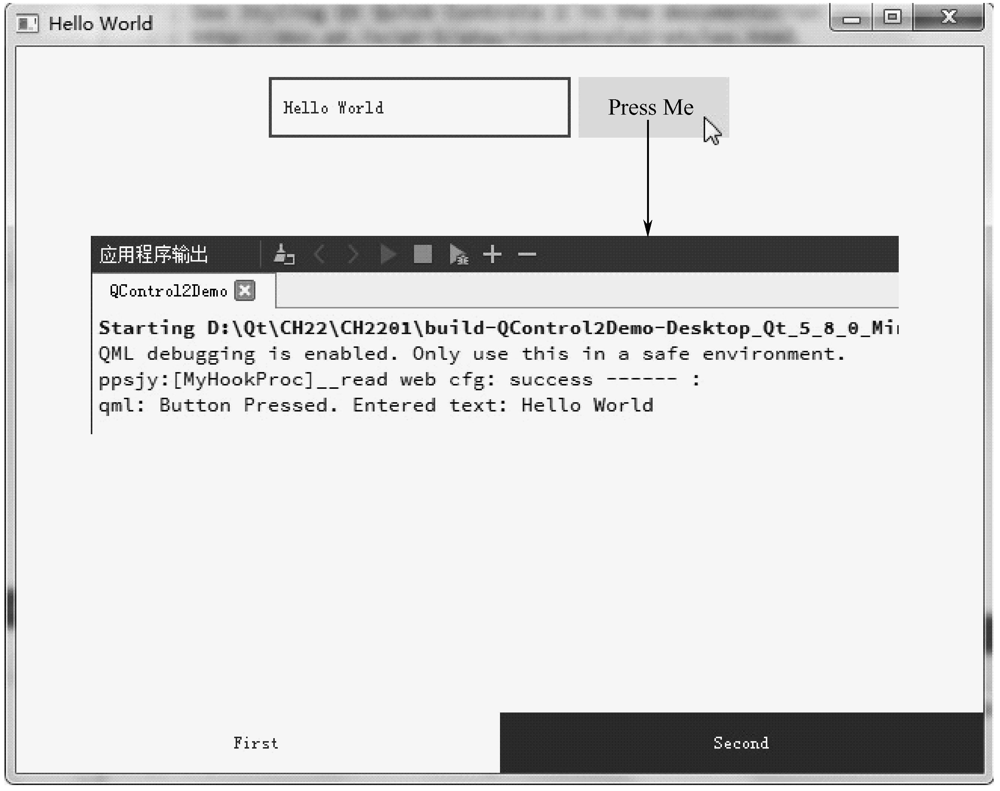 Hello World
Hello World
Press Me
应用程序输出
QControl2Demo
Starting D:\Qt\CH22\CH2201\build-QControl2Demo-Desktop_Qt_5_8_0_
QML debugging is enabled. Only use this in a safe environment.
ppsjy:[MyHookProc]__read web cfg: success ------ :
qml: Button Pressed. Entered text: Hello World
First
Second